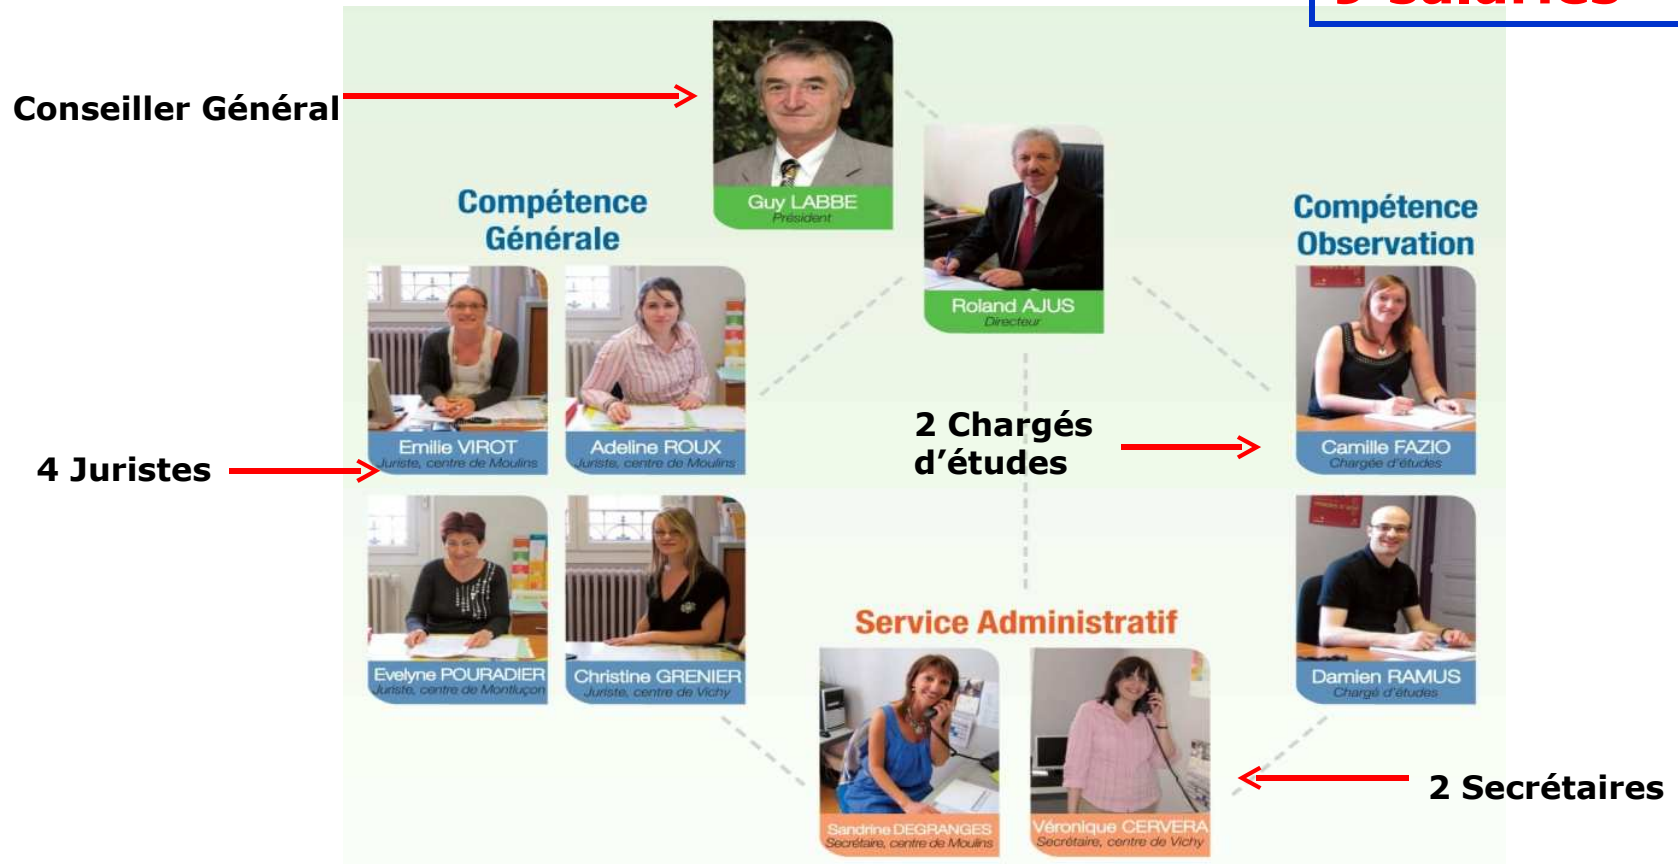 9 salariés
Conseiller Général
Guy LABBE
Président
Roland AJUS
Directeur
Compétence
Générale
Emilie VIROT
Juriste, centre de Moulins
Adeline ROUX
Juriste, centre de Moulins
4 Juristes
Evelyne POURADIER
Juriste, centre de Montluçon
Christine GRENIER
Juriste, centre de Vichy
Compétence
Observation
2 Chargés
d’études
Camille FAZIO
Chargée d'études
Damien RAMUS
Chargé d'études
Service Administratif
Sandrine DEGRANGES
Secrétaire, centre de Moulins
Véronique CERVERA
Secrétaire, centre de Vichy
2 Secrétaires